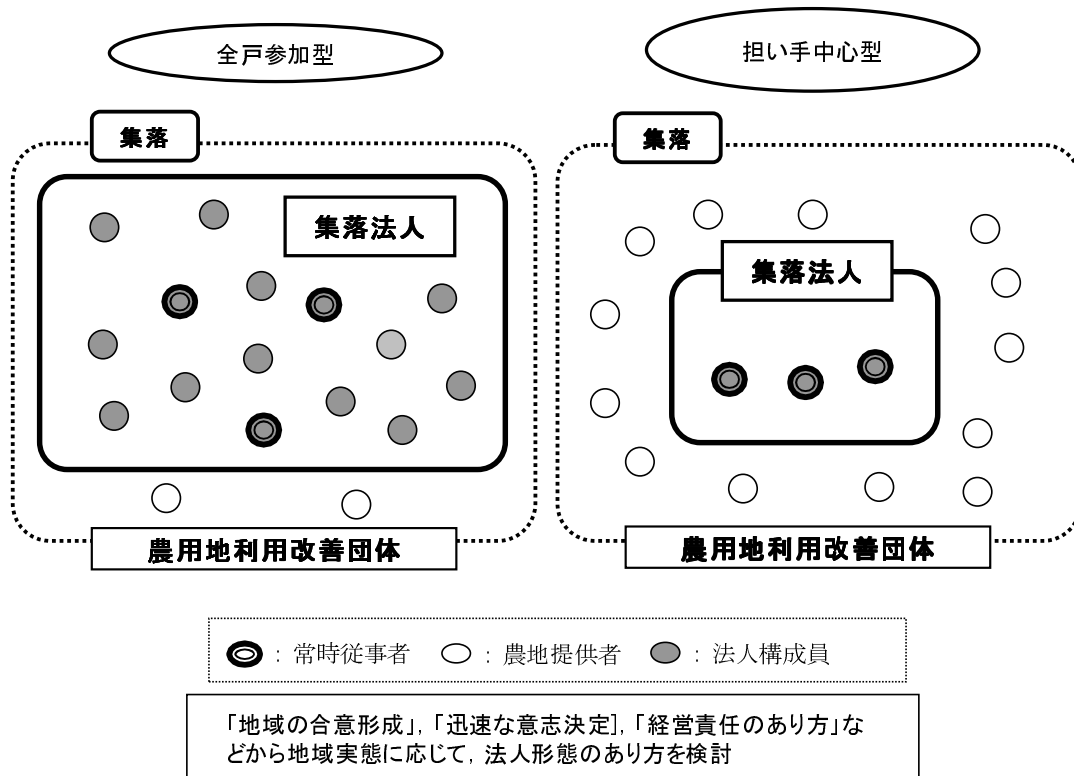 全戸参加型
担い手中心型
集落
集落
集落法人
集落法人
農用地利用改善団体
農用地利用改善団体
：常時従事者 ：農地提供者 ：法人構成員
「地域の合意形成」，「迅速な意志決定]，「経営責任のあり方」な
どから地域実態に応じて，法人形態のあり方を検討